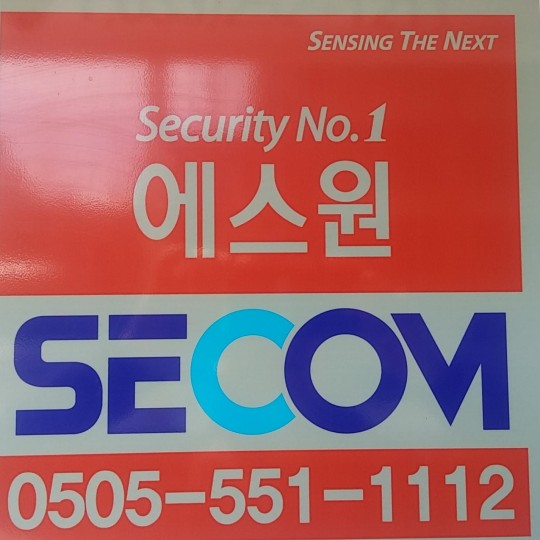 SENSING THE NEXT
Security No.1
에스원
SECOM
0505-551-1112